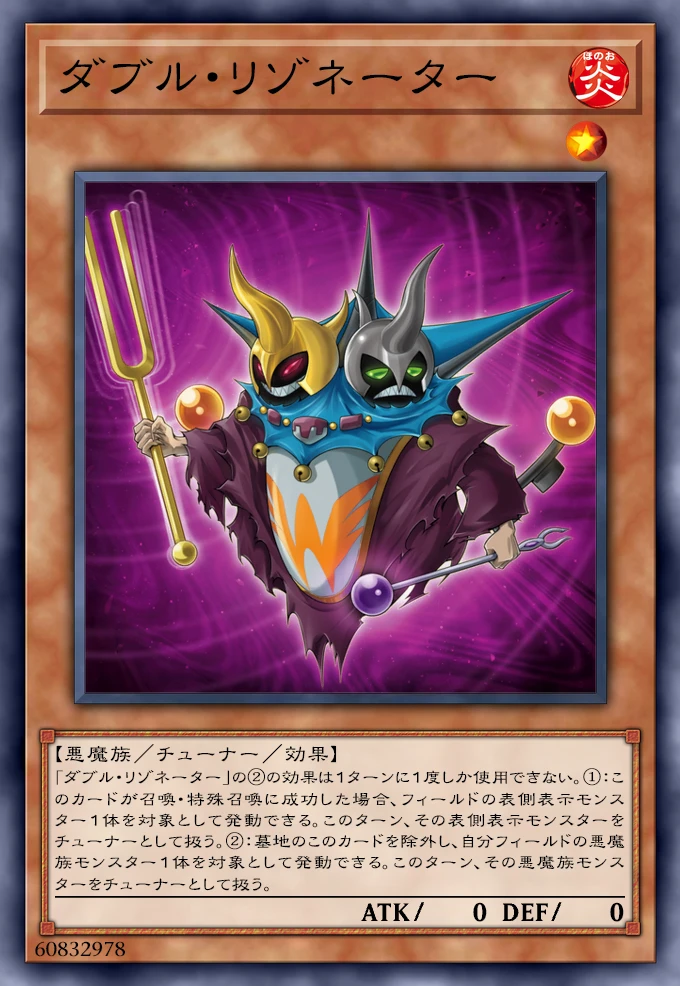 ダブル・リゾネーター
ほのお
炎
W
【悪魔族／チューナー／効果】
「ダブル・リゾネーター」の②の効果は1ターンに1度しか使用できない。①：こ
のカードが召喚・特殊召喚に成功した場合、フィールドの表側表示モンス
ター1体を対象として発動できる。このターン、その表側表示モンスターを
チューナーとして扱う。②：墓地のこのカードを除外し、自分フィールドの悪魔
族モンスター1体を対象として発動できる。このターン、その悪魔族モンス
ターをチューナーとして扱う。
ATK/ 0 DEF/ 0
60832978